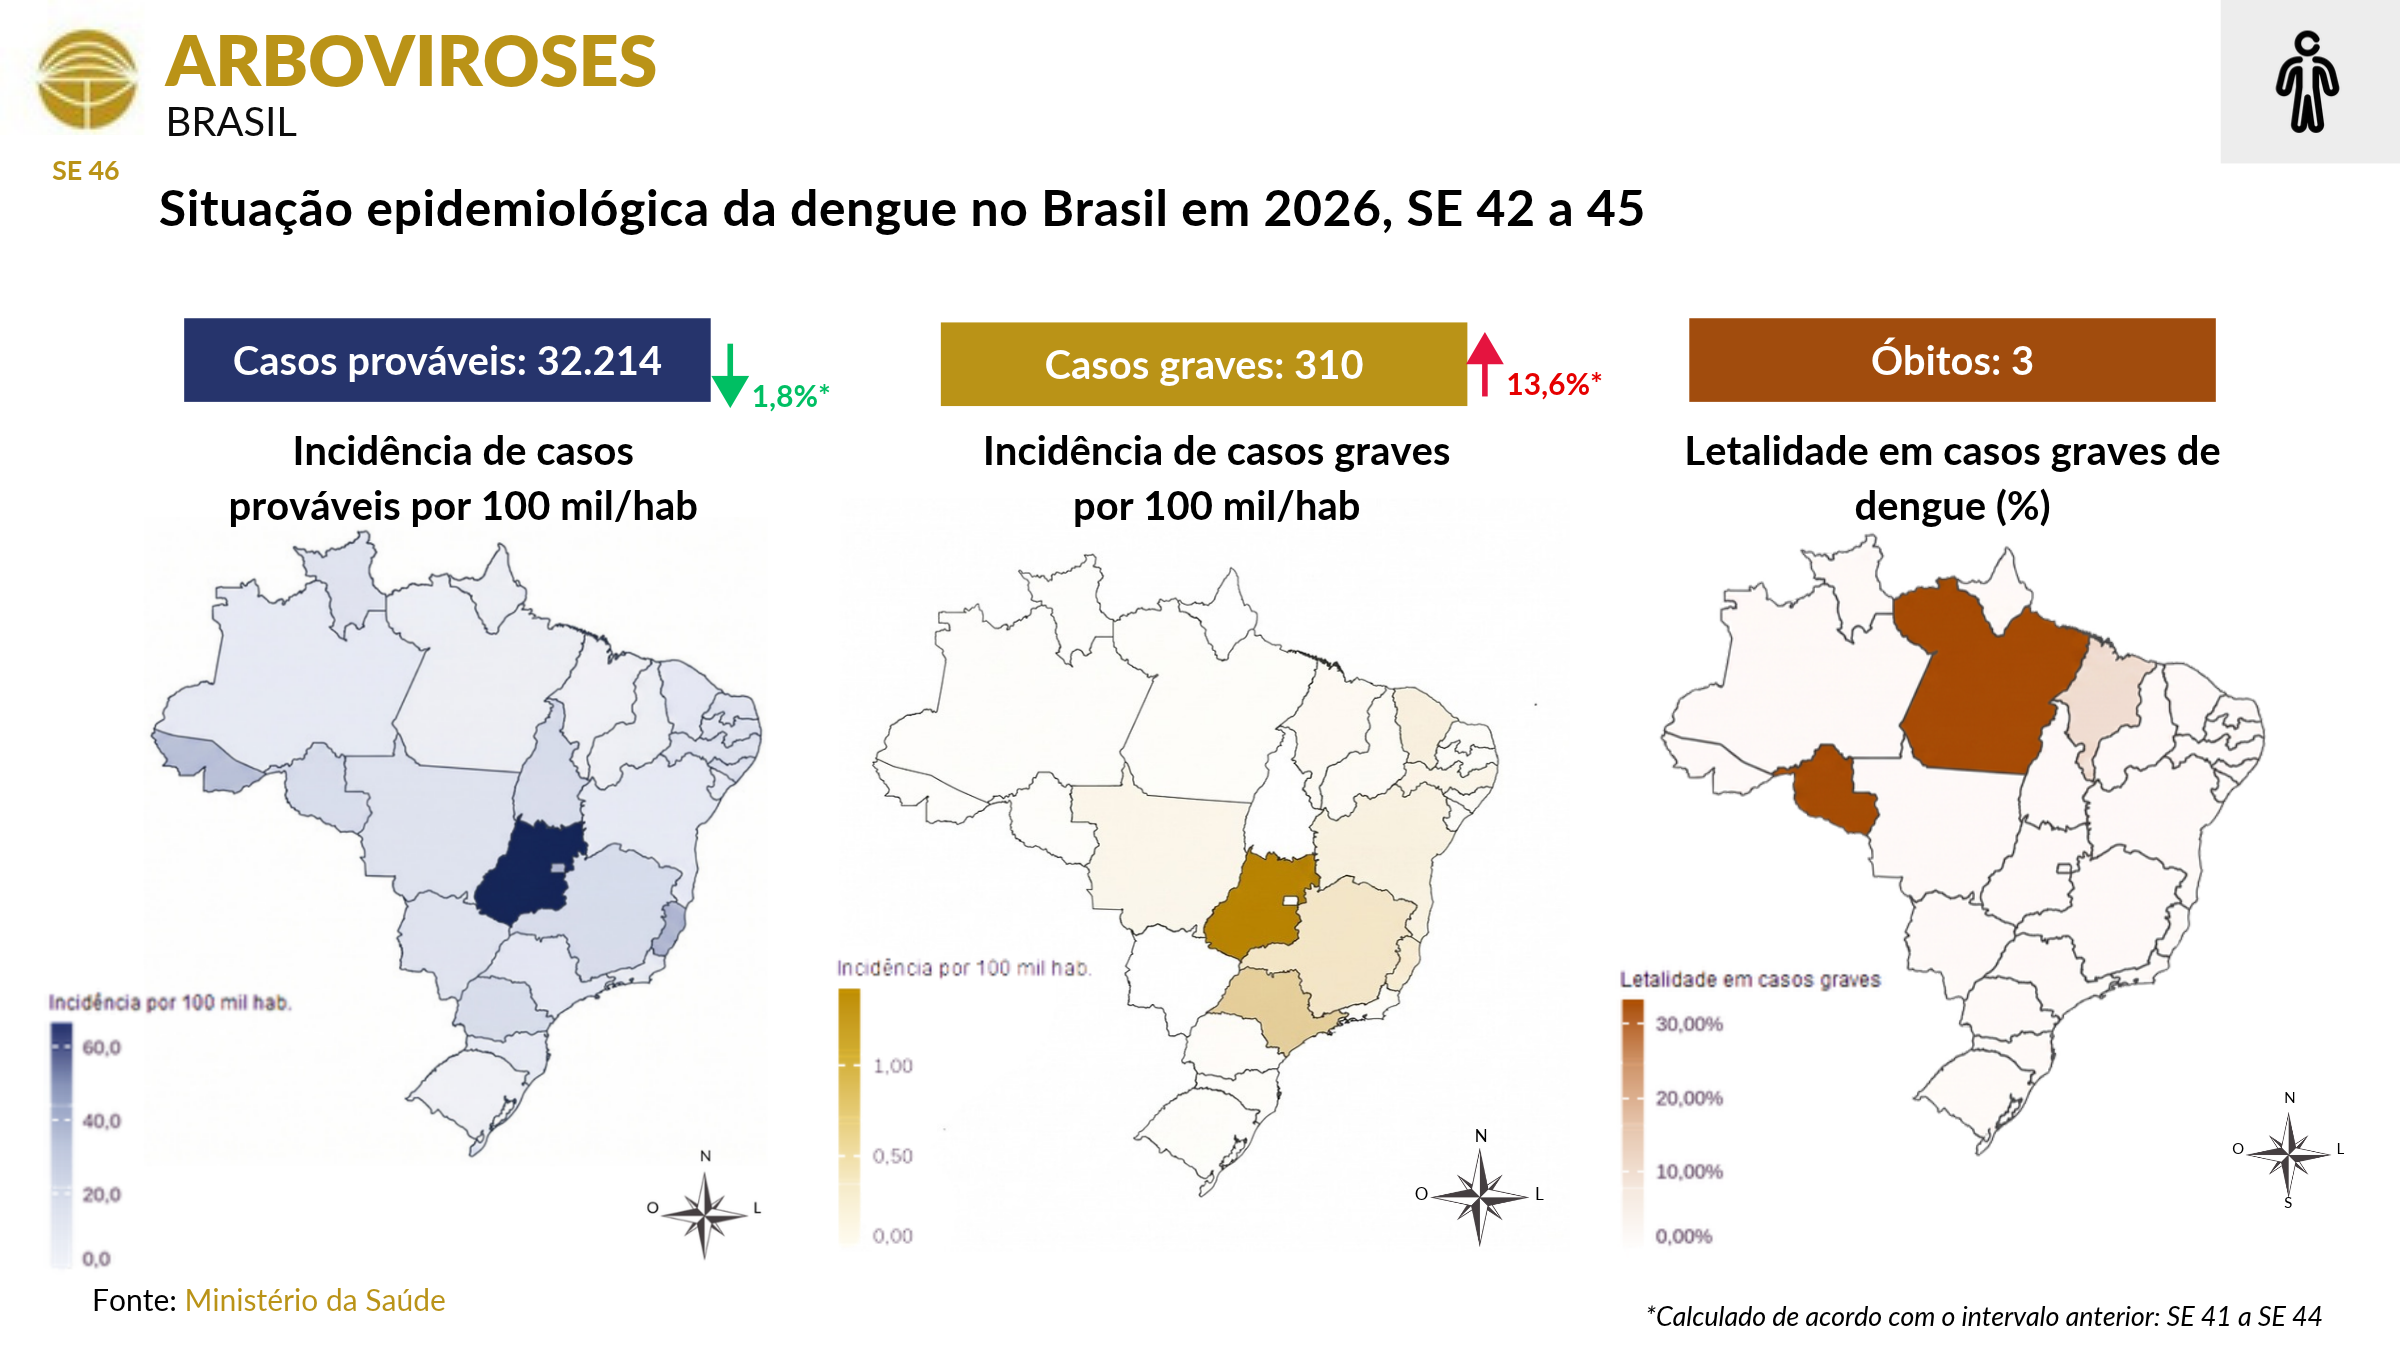 ARBOVIROSES
BRASIL
SE 46
Situação epidemiológica da dengue no Brasil em 2026, SE 42 a 45
Casos prováveis: 32.214
1,8%*
Incidência de casos
prováveis por 100 mil/hab
Incidência por 100 mil hab.
60,0
40,0
20,0
0,0
N
O
L
Casos graves: 310
13,6%*
Incidência de casos graves
por 100 mil/hab
Incidência por 100 mil hab.
1,00
0,50
0,00
N
O
L
Óbitos: 3
Letalidade em casos graves de
dengue (%)
Letalidade em casos graves
30,00%
20,00%
10,00%
0,00%
N
O
L
S
Fonte: Ministério da Saúde
*Calculado de acordo com o intervalo anterior: SE 41 a SE 44